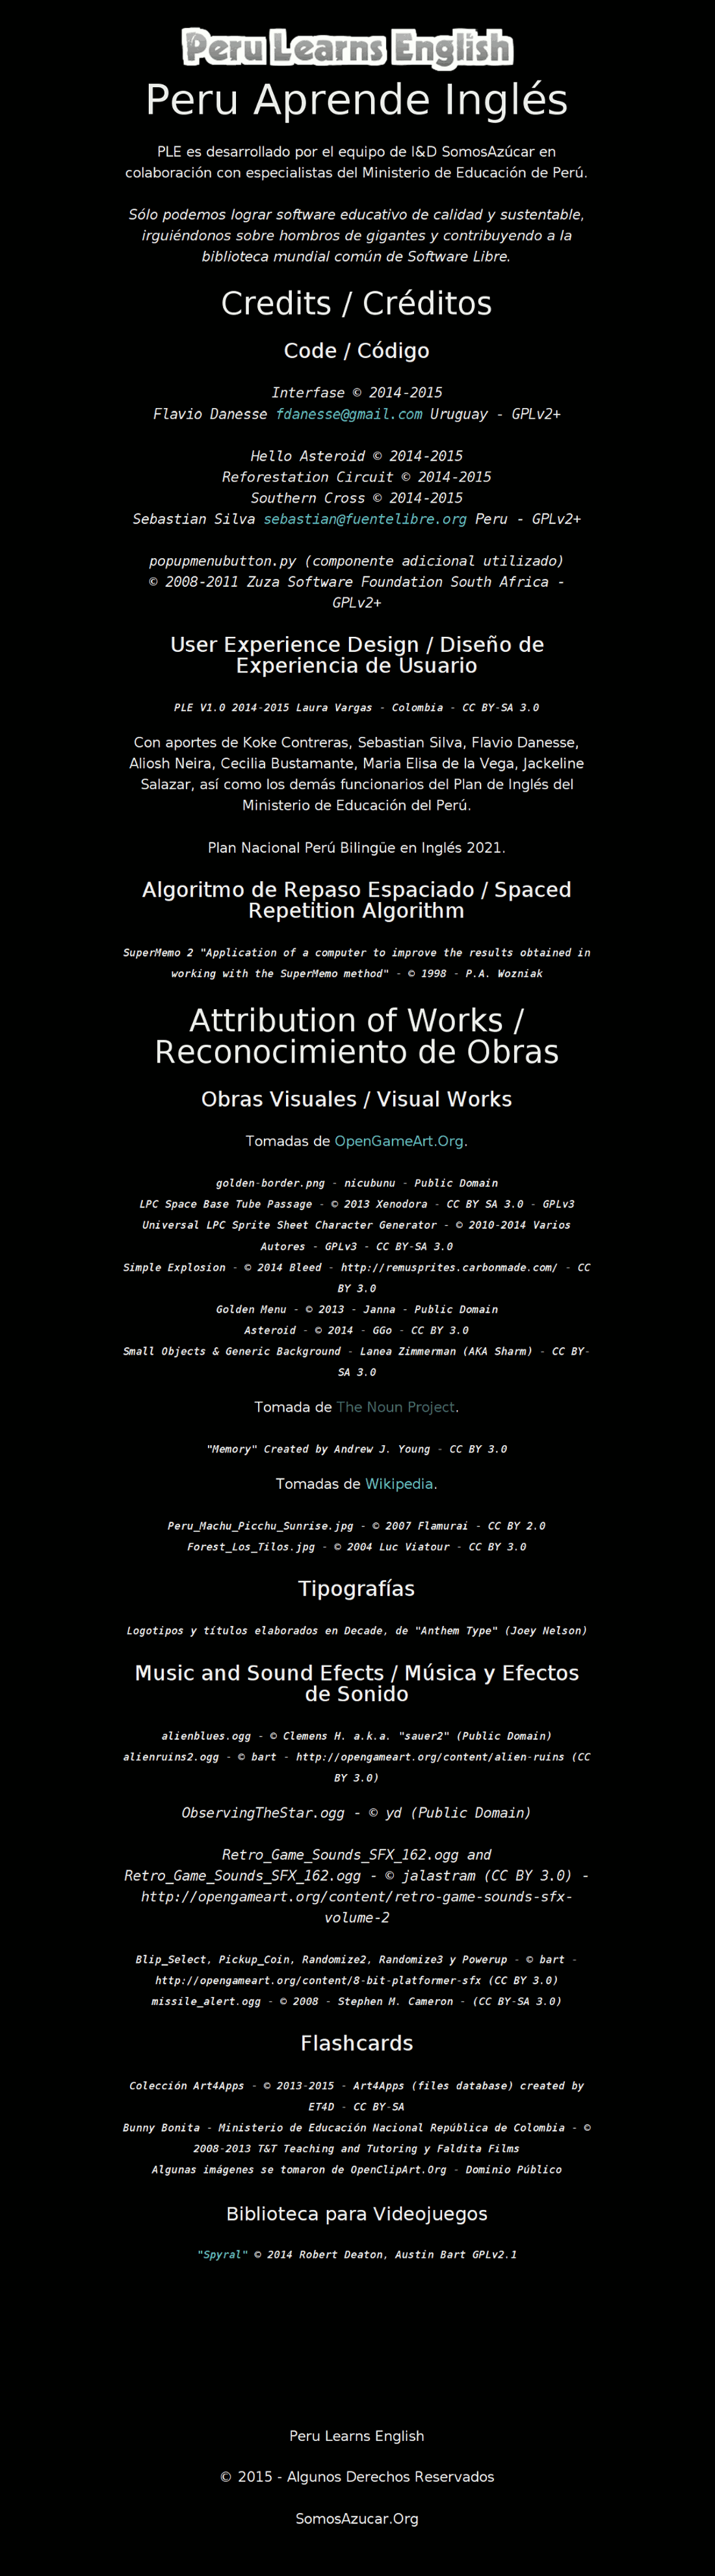 Peru Learns English
Peru Aprende Inglés
PLE es desarrollado por el equipo de I&D SomosAzúcar en
colaboración con especialistas del Ministerio de Educación de Perú.
Sólo podemos lograr software educativo de calidad y sustentable,
irguiéndonos sobre hombros de gigantes y contribuyendo a la
biblioteca mundial común de Software Libre.
Credits / Créditos
Code / Código
Interfase © 2014-2015
Flavio Danesse fdanesse@gmail.com Uruguay - GPLv2+
Hello Asteroid © 2014-2015
Reforestation Circuit © 2014-2015
Southern Cross © 2014-2015
Sebastian Silva sebastian@fuentelibre.org Peru - GPLv2+
popupmenubutton.py (componente adicional utilizado)
© 2008-2011 Zuza Software Foundation South Africa -
GPLv2+
User Experience Design / Diseño de
Experiencia de Usuario
PLE V1.0 2014-2015 Laura Vargas - Colombia - CC BY-SA 3.0
Con aportes de Koke Contreras, Sebastian Silva, Flavio Danesse,
Aliosh Neira, Cecilia Bustamante, Maria Elisa de la Vega, Jackeline
Salazar, así como los demás funcionarios del Plan de Inglés del
Ministerio de Educación del Perú.
Plan Nacional Perú Bilingüe en Inglés 2021.
Algoritmo de Repaso Espaciado / Spaced
Repetition Algorithm
SuperMemo 2 "Application of a computer to improve the results obtained in
working with the SuperMemo method" - © 1998 - P.A. Wozniak
Attribution of Works /
Reconocimiento de Obras
Obras Visuales / Visual Works
Tomadas de OpenGameArt.Org.
golden-border.png - nicubunu - Public Domain
LPC Space Base Tube Passage - © 2013 Xenodora - CC BY SA 3.0 - GPLv3
Universal LPC Sprite Sheet Character Generator - © 2010-2014 Varios
Autores - GPLv3 - CC BY-SA 3.0
Simple Explosion - © 2014 Bleed - http://remusprites.carbonmade.com/ - CC
BY 3.0
Golden Menu - © 2013 - Janna - Public Domain
Asteroid - © 2014 - GGo - CC BY 3.0
Small Objects & Generic Background - Lanea Zimmerman (AKA Sharm) - CC BY-
SA 3.0
Tomada de The Noun Project.
"Memory" Created by Andrew J. Young - CC BY 3.0
Tomadas de Wikipedia.
Peru_Machu_Picchu_Sunrise.jpg - © 2007 Flamurai - CC BY 2.0
Forest_Los_Tilos.jpg - © 2004 Luc Viatour - CC BY 3.0
Tipografías
Logotipos y títulos elaborados en Decade, de "Anthem Type" (Joey Nelson)
Music and Sound Efects / Música y Efectos
de Sonido
alienblues.ogg - © Clemens H. a.k.a. "sauer2" (Public Domain)
alienruins2.ogg - © bart - http://opengameart.org/content/alien-ruins (CC
BY 3.0)
ObservingTheStar.ogg - © yd (Public Domain)
Retro_Game_Sounds_SFX_162.ogg and
Retro_Game_Sounds_SFX_162.ogg - © jalastram (CC BY 3.0) -
http://opengameart.org/content/retro-game-sounds-sfx-
volume-2
Blip_Select, Pickup_Coin, Randomize2, Randomize3 y Powerup - © bart -
http://opengameart.org/content/8-bit-platformer-sfx (CC BY 3.0)
missile_alert.ogg - © 2008 - Stephen M. Cameron - (CC BY-SA 3.0)
Flashcards
Colección Art4Apps - © 2013-2015 - Art4Apps (files database) created by
ET4D - CC BY-SA
Bunny Bonita - Ministerio de Educación Nacional República de Colombia - ©
2008-2013 T&T Teaching and Tutoring y Faldita Films
Algunas imágenes se tomaron de OpenClipArt.Org - Dominio Público
Biblioteca para Videojuegos
"Spyral" © 2014 Robert Deaton, Austin Bart GPLv2.1
Peru Learns English
© 2015 - Algunos Derechos Reservados
SomosAzucar.Org